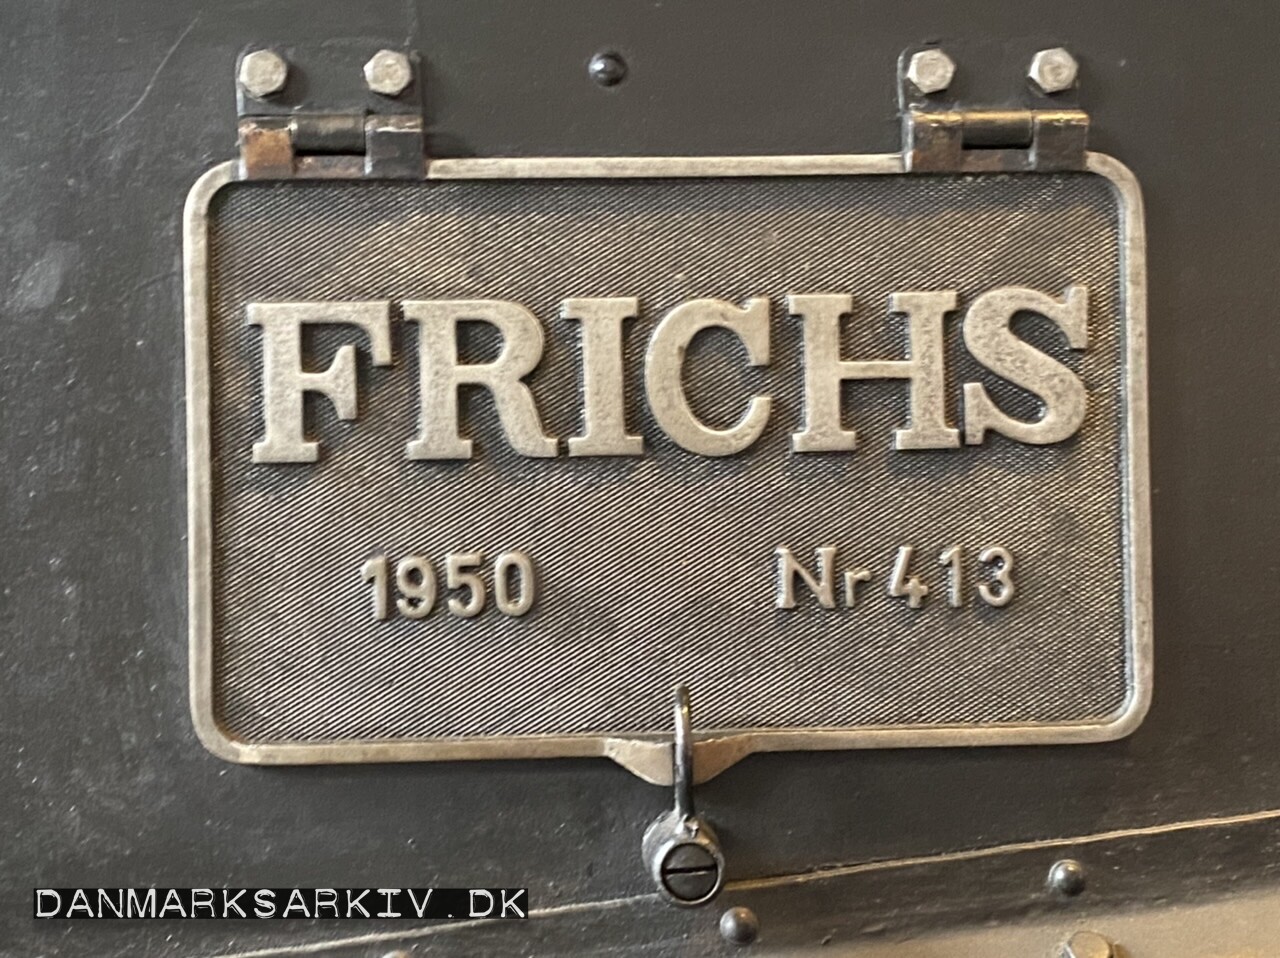 FRICHS
1950 Nr 413
DANMARKSARKIV.DK